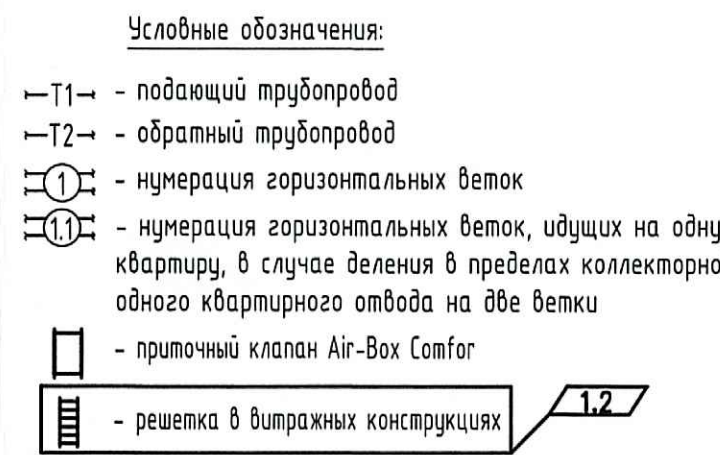 Условные обозначения:
Т1 - подающий трубопровод
Т2 - обратный трубопровод
1 - нумерация горизонтальных веток
1.1 - нумерация горизонтальных веток, идущих на одну
квартиру, в случае деления в пределах коллекторно
одного квартирного отвода на две ветки
- приточный клапан Air-Box Comfor
- решетка в витражных конструкциях 1.2